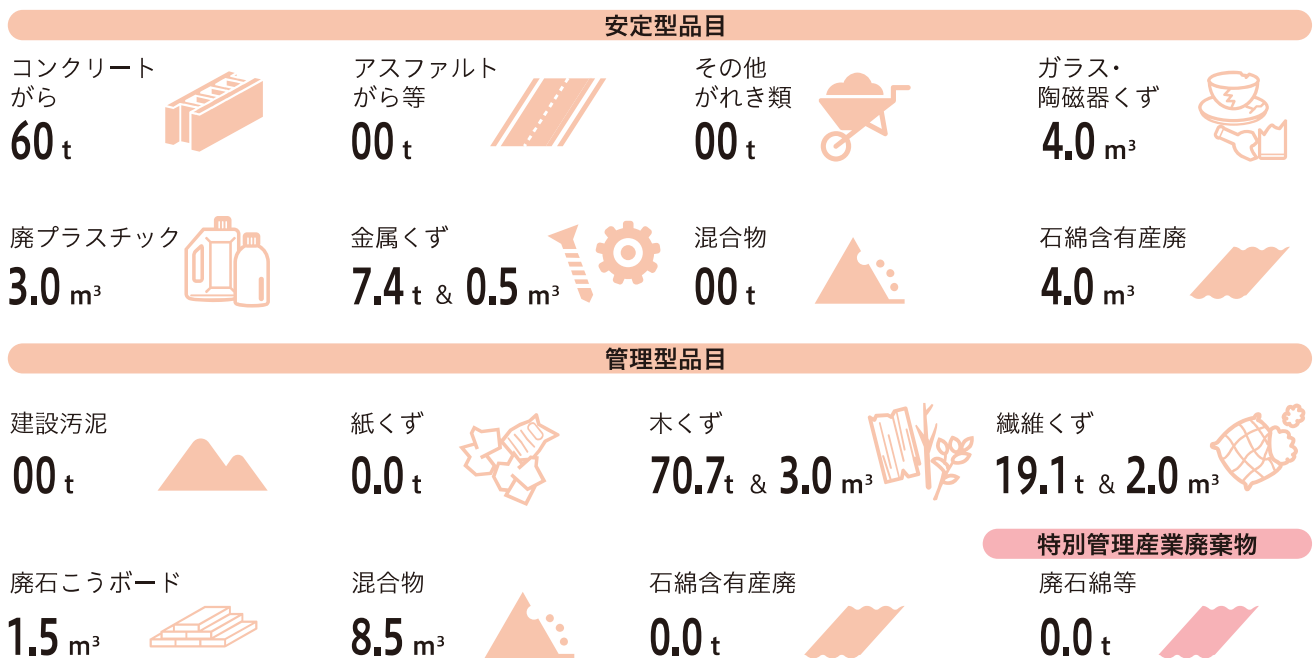 安定型品目
コンクリート
がら
60 t
アスファルト
がら等
00 t
その他
がれき類
00 t
ガラス・
陶磁器くず
4.0 m³
廃プラスチック
3.0 m³
金属くず
7.4 t & 0.5 m³
混合物
00 t
石綿含有産廃
4.0 m³
管理型品目
建設汚泥
00 t
紙くず
0.0 t
木くず
70.7t & 3.0 m³
繊維くず
19.1 t & 2.0 m³
廃石こうボード
1.5 m³
混合物
8.5 m³
石綿含有産廃
0.0 t
特別管理産業廃棄物
廃石綿等
0.0 t